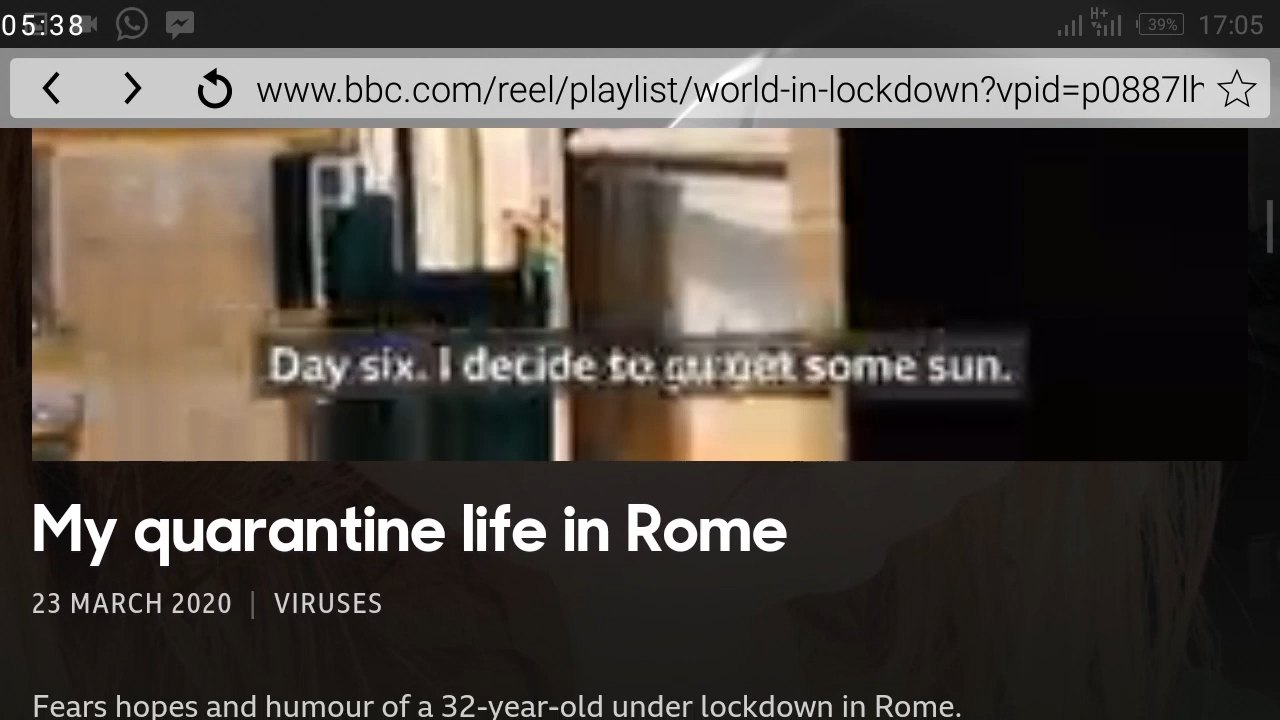 05:38
H+
39% 17:05
www.bbc.com/reel/playlist/world-in-lockdown?vpid=p0887lh
Day six. I decide to get some sun.
My quarantine life in Rome
23 MARCH 2020 | VIRUSES
Fears hopes and humour of a 32-year-old under lockdown in Rome.